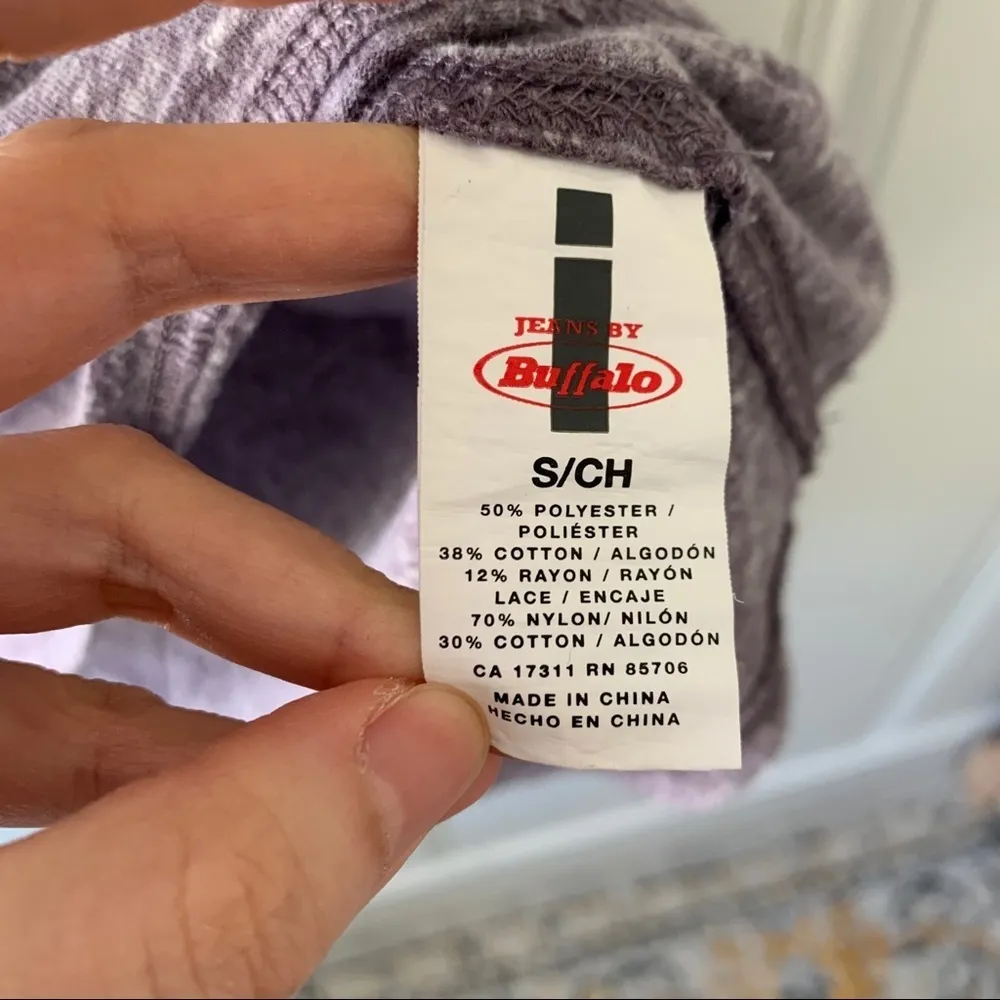 i
JEANS BY
Buffalo
S/CH
50% POLYESTER /
POLIÉSTER
38% COTTON / ALGODÓN
12% RAYON / RAYÓN
LACE / ENCAJE
70% NYLON/ NILÓN
30% COTTON / ALGODÓN
CA 17311 RN 85706
MADE IN CHINA
HECHO EN CHINA